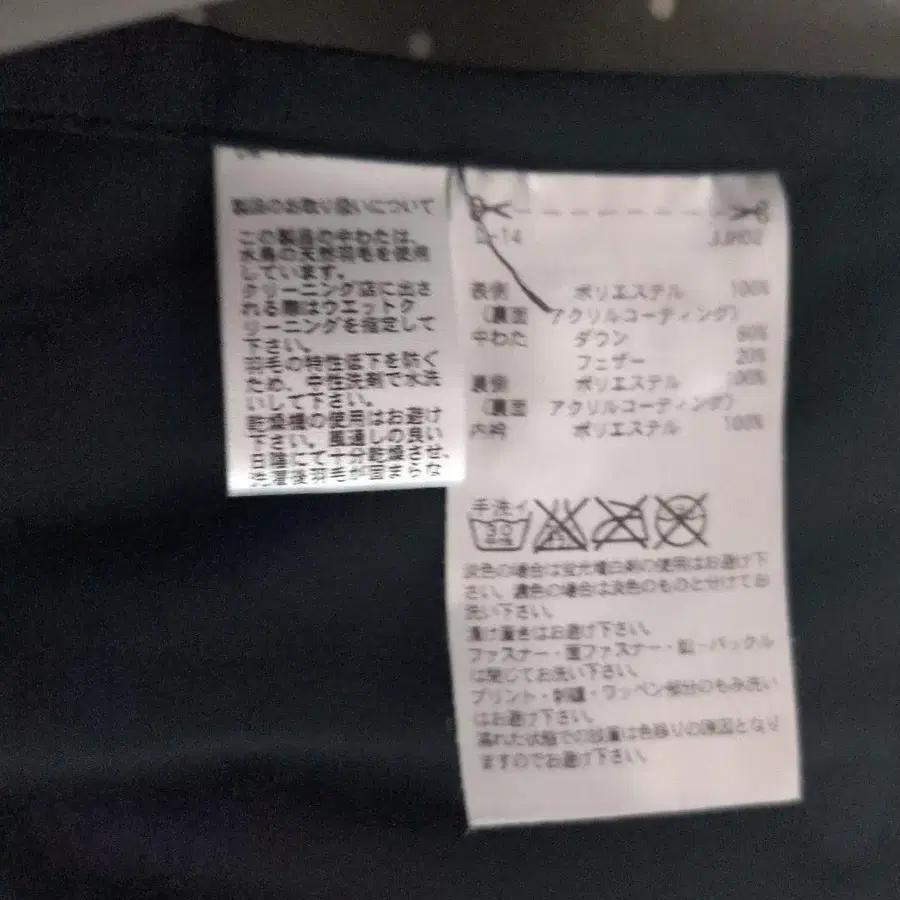 製品のお取り扱いについて
この製品の中わたは、
水鳥の天然羽毛を使用
しています。
クリーニング店に出さ
れる際はウエットク
リーニングを指定して
下さい。
羽毛の特性低下を防ぐ
ため、中性洗剤で水洗
いして下さい。
乾燥機の使用はお避け
下さい。風通しの良い
-14
JJH02
表側 ポリエステル 100%
(裏面 アクリルコーティング)
中わた ダウン 80%
フェザー 20%
裏側 ポリエステル 100%
(裏面 アクリルコーティング)
内衿 ポリエステル 100%
手洗イ
30
淡色の場合は蛍光増白剤の使用はお避け下
さい。濃色の場合は淡色のものと分けてお
洗い下さい。
漬け置きはお避け下さい。
ファスナー・面ファスナー・釦・バックル
は閉じてお洗い下さい。
プリント・刺繍・ワッペン部分のもみ洗い
はお避け下さい。
濡れた状態での放置は色移りの原因となり
ますのでお避け下さい。